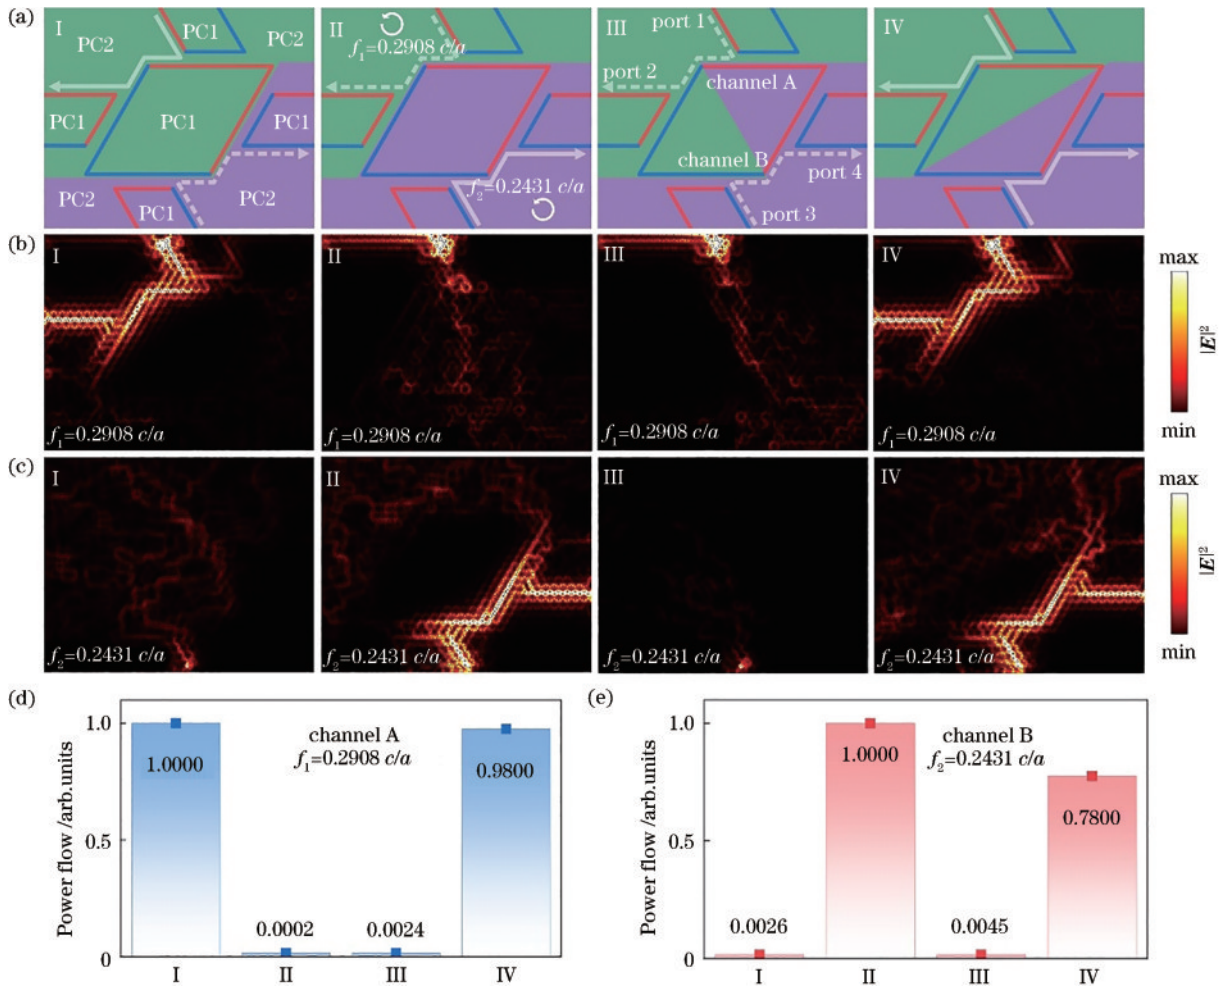 (a)
I
PC2
PC1
PC2
PC1
PC1
PC1
PC2
PC1
PC2
II
f₁=0.2908 c/a
f₂=0.2431 c/a
III
port 1
port 2
channel A
channel B
port 4
port 3
IV
(b)
I
f₁=0.2908 c/a
II
f₁=0.2908 c/a
III
f₁=0.2908 c/a
IV
f₁=0.2908 c/a
max
|E|²
min
(c)
I
f₂=0.2431 c/a
II
f₂=0.2431 c/a
III
f₂=0.2431 c/a
IV
f₂=0.2431 c/a
max
|E|²
min
(d)
Power flow /arb.units
1.0
0.5
0
channel A
f₁=0.2908 c/a
1.0000
0.0002
0.0024
0.9800
I II III IV
(e)
Power flow /arb.units
1.0
0.5
0
channel B
f₂=0.2431 c/a
0.0026
1.0000
0.0045
0.7800
I II III IV